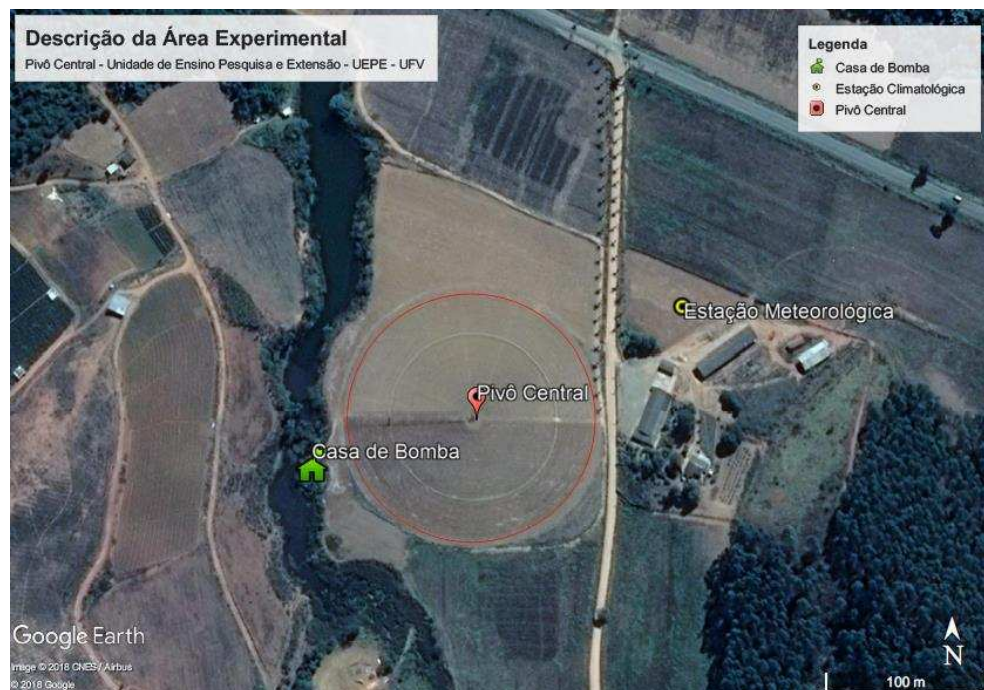 Descrição da Área Experimental
Pivô Central - Unidade de Ensino Pesquisa e Extensão - UEPE - UFV
Legenda
Casa de Bomba
Estação Climatológica
Pivô Central
Estação Meteorológica
Pivô Central
Casa de Bomba
Google Earth
Image © 2018 CNES / Airbus
© 2018 Google
N
100 m